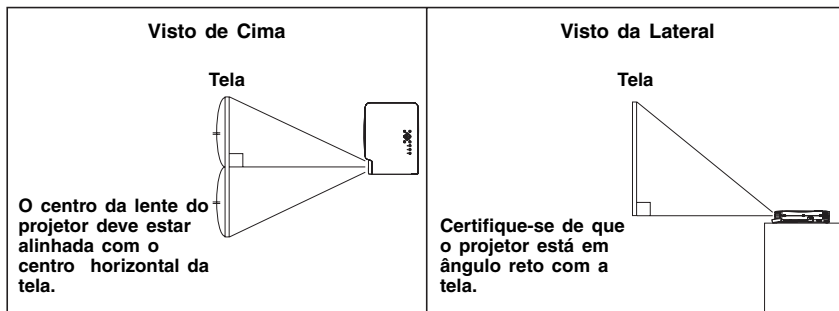 Visto de Cima
Tela
O centro da lente do
projetor deve estar
alinhada com o
centro horizontal da
tela.
Visto da Lateral
Tela
Certifique-se de que
o projetor está em
ângulo reto com a
tela.